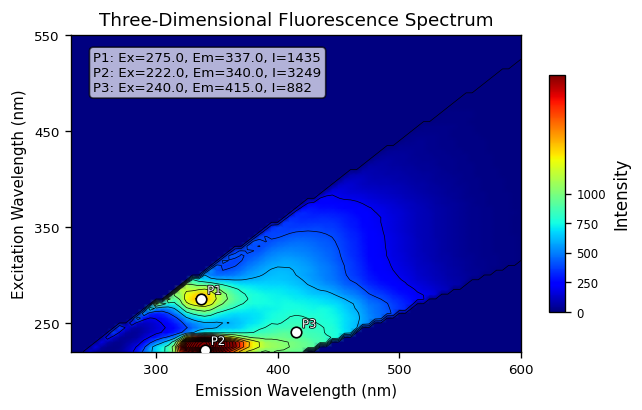 Three-Dimensional Fluorescence Spectrum
550
P1: Ex=275.0, Em=337.0, I=1435
P2: Ex=222.0, Em=340.0, I=3249
P3: Ex=240.0, Em=415.0, I=882
450
350
250
Excitation Wavelength (nm)
P1
P2
P3
300
400
500
600
Emission Wavelength (nm)
1000
750
500
250
0
Intensity